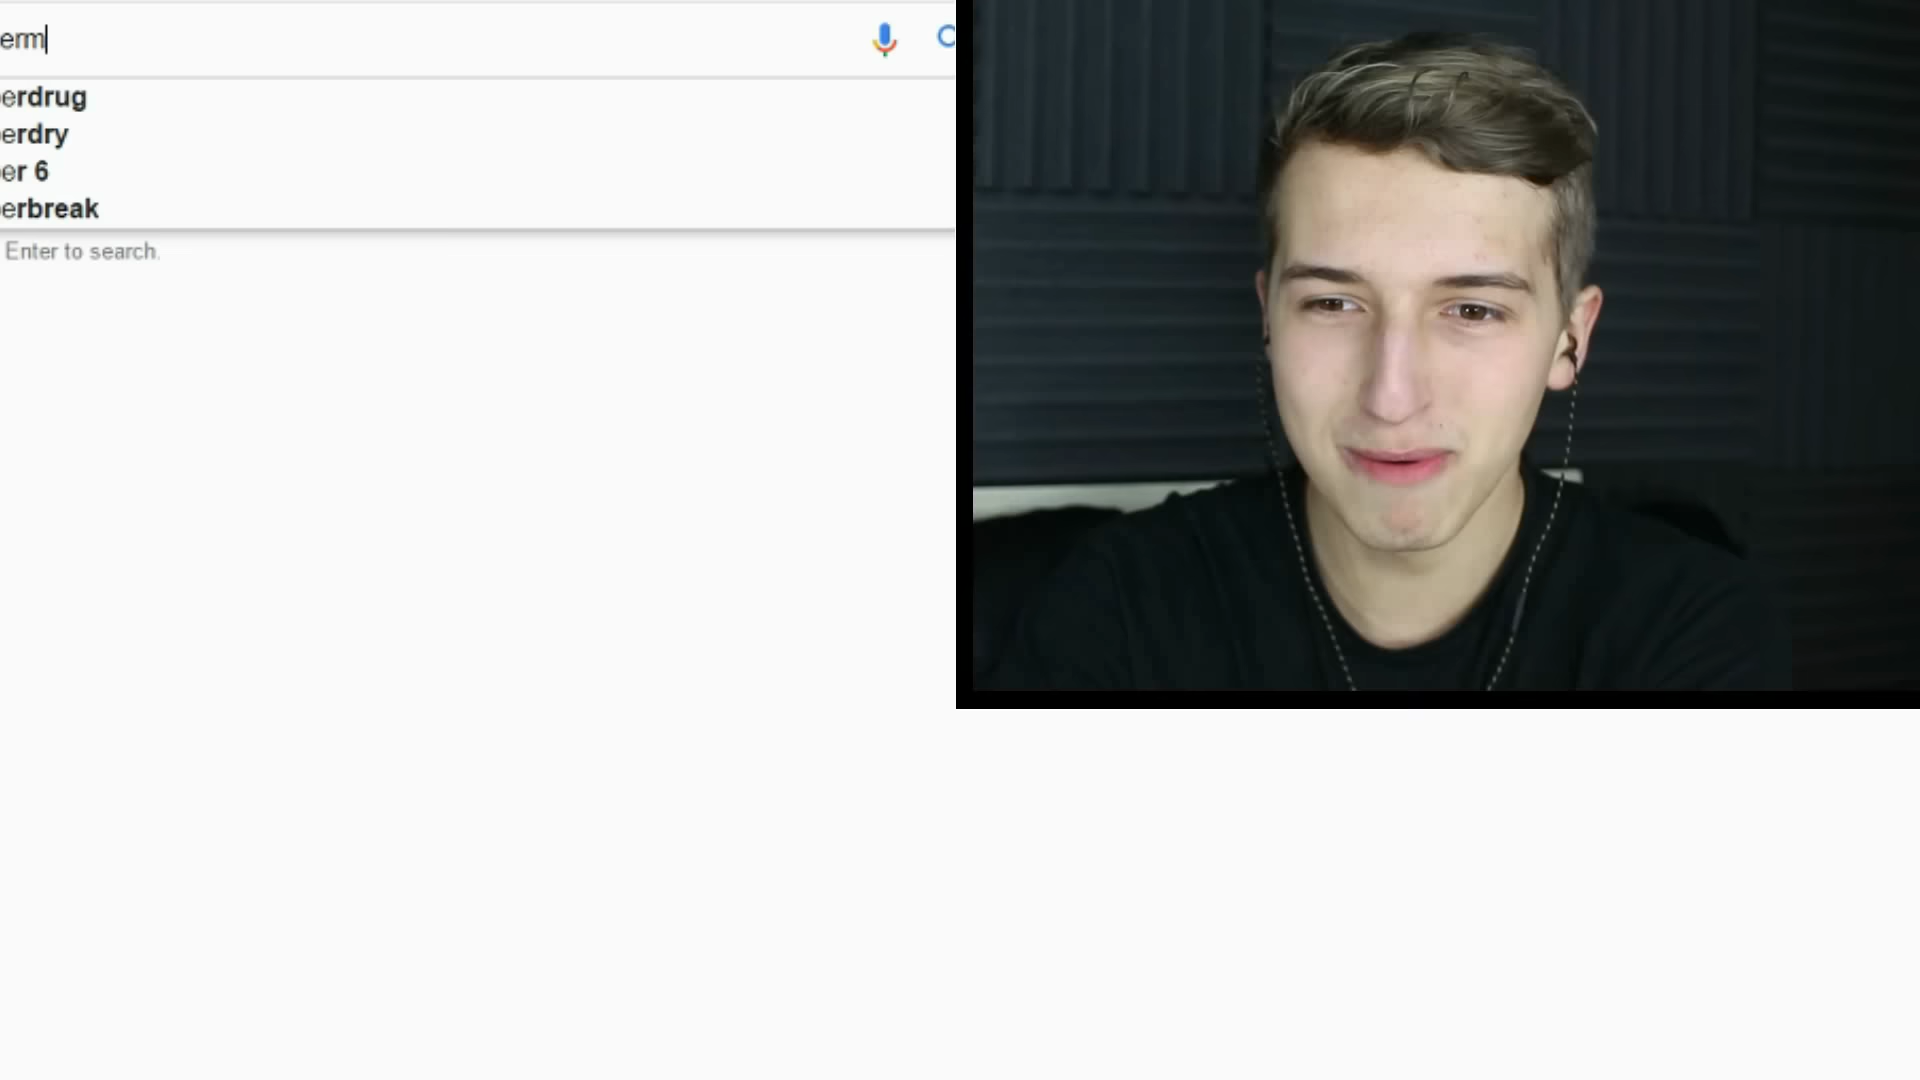 erm
erdrug
erdry
er 6
erbreak
Enter to search.